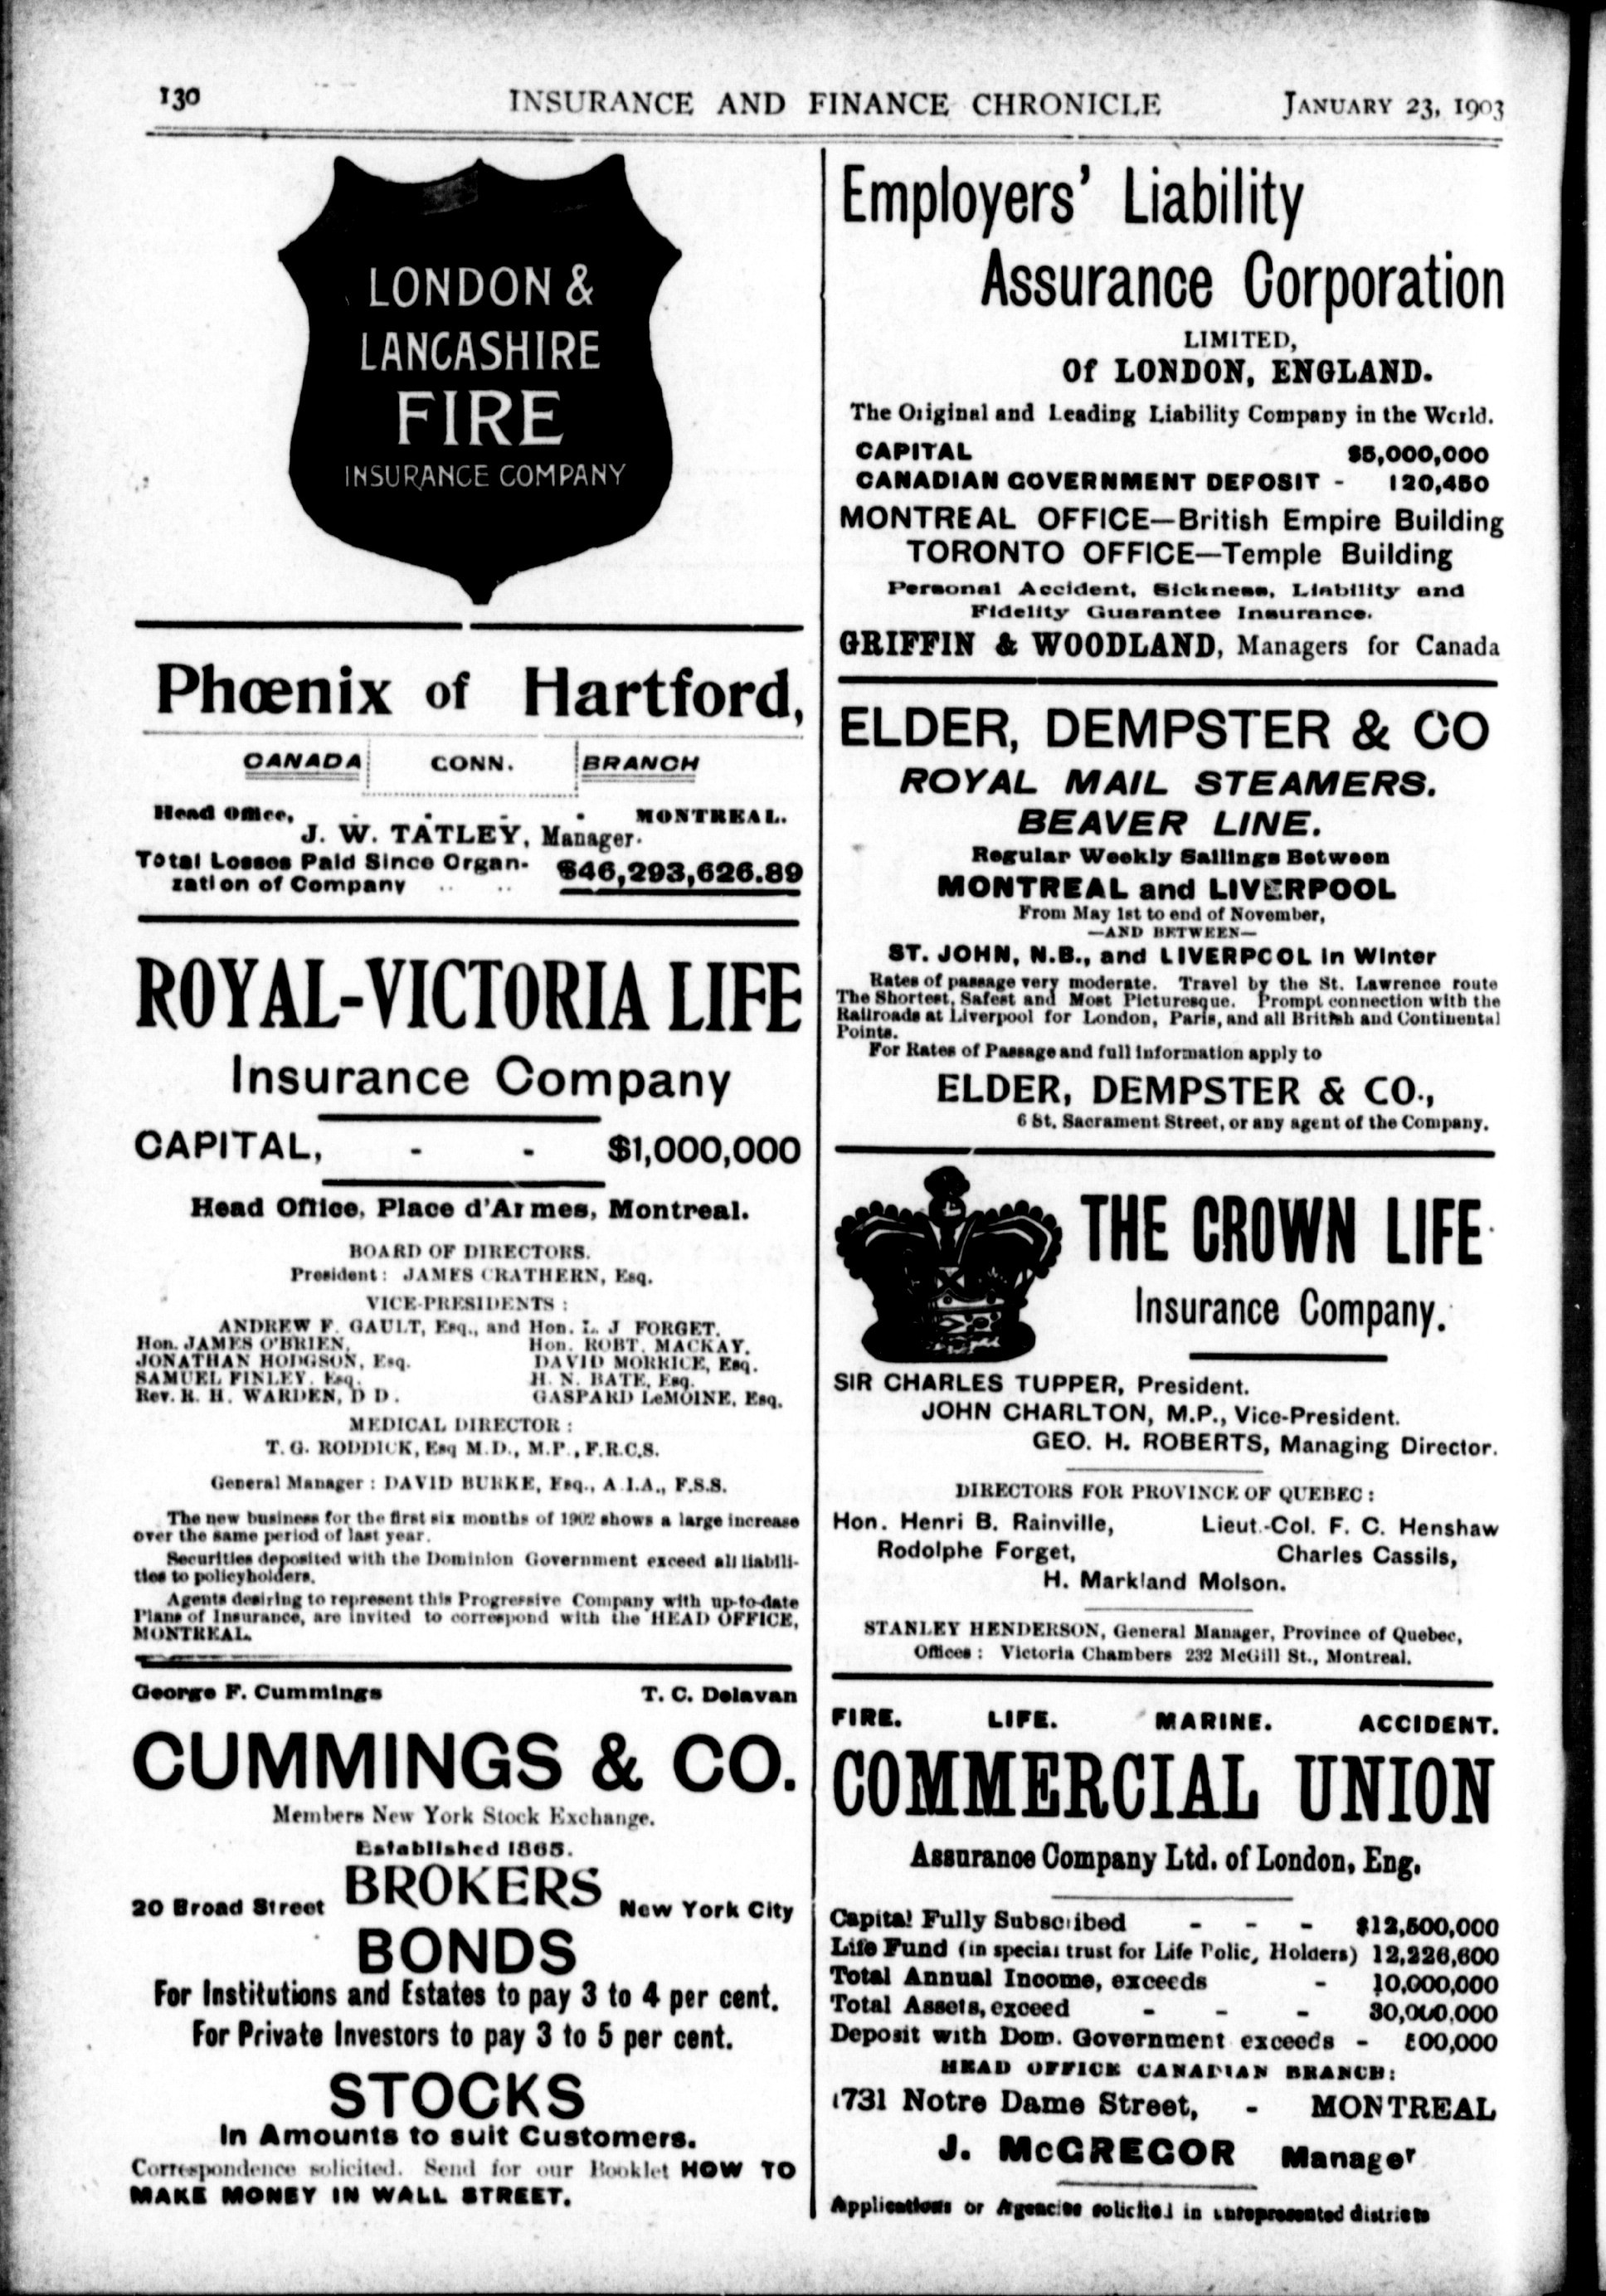 130 INSURANCE AND FINANCE CHRONICLE JANUARY 23, 1903
LONDON &
LANCASHIRE
FIRE
INSURANCE COMPANY
Phœnix of Hartford,
CANADA CONN. BRANCH
Head Office, - - - - MONTREAL.
J. W. TATLEY, Manager.
Total Losses Paid Since Organ-
ization of Company .. .. $46,293,626.89
ROYAL-VICTORIA LIFE
Insurance Company
CAPITAL, - - $1,000,000
Head Office, Place d'Armes, Montreal.
BOARD OF DIRECTORS.
President: JAMES CRATHERN, Esq.
VICE-PRESIDENTS:
ANDREW F. GAULT, Esq., and Hon. L. J FORGET.
Hon. JAMES O'BRIEN, Hon. ROBT. MACKAY.
JONATHAN HODGSON, Esq. DAVID MORRICE, Esq.
SAMUEL FINLEY, Esq. H. N. BATE, Esq.
Rev. R. H. WARDEN, D D. GASPARD LeMOINE, Esq.
MEDICAL DIRECTOR:
T. G. RODDICK, Esq M.D., M.P., F.R.C.S.
General Manager: DAVID BURKE, Esq., A.I.A., F.S.S.
The new business for the first six months of 1902 shows a large increase
over the same period of last year.
Securities deposited with the Dominion Government exceed all liabili-
ties to policyholders.
Agents desiring to represent this Progressive Company with up-to-date
Plans of Insurance, are invited to correspond with the HEAD OFFICE,
MONTREAL.
George F. Cummings T. C. Delavan
CUMMINGS & CO.
Members New York Stock Exchange.
Established 1865.
20 Broad Street BROKERS New York City
BONDS
For Institutions and Estates to pay 3 to 4 per cent.
For Private Investors to pay 3 to 5 per cent.
STOCKS
In Amounts to suit Customers.
Correspondence solicited. Send for our Booklet HOW TO
MAKE MONEY IN WALL STREET.
Employers' Liability
Assurance Corporation
LIMITED,
Of LONDON, ENGLAND.
The Original and Leading Liability Company in the World.
CAPITAL $5,000,000
CANADIAN GOVERNMENT DEPOSIT - 120,450
MONTREAL OFFICE—British Empire Building
TORONTO OFFICE—Temple Building
Personal Accident, Sickness, Liability and
Fidelity Guarantee Insurance.
GRIFFIN & WOODLAND, Managers for Canada
ELDER, DEMPSTER & CO
ROYAL MAIL STEAMERS.
BEAVER LINE.
Regular Weekly Sailings Between
MONTREAL and LIVERPOOL
From May 1st to end of November,
—AND BETWEEN—
ST. JOHN, N.B., and LIVERPOOL in Winter
Rates of passage very moderate. Travel by the St. Lawrence route
The Shortest, Safest and Most Picturesque. Prompt connection with the
Railroads at Liverpool for London, Paris, and all British and Continental
Points.
For Rates of Passage and full information apply to
ELDER, DEMPSTER & CO.,
6 St. Sacrament Street, or any agent of the Company.
THE CROWN LIFE
Insurance Company.
SIR CHARLES TUPPER, President.
JOHN CHARLTON, M.P., Vice-President.
GEO. H. ROBERTS, Managing Director.
DIRECTORS FOR PROVINCE OF QUEBEC:
Hon. Henri B. Rainville, Lieut.-Col. F. C. Henshaw
Rodolphe Forget, Charles Cassils,
H. Markland Molson.
STANLEY HENDERSON, General Manager, Province of Quebec,
Offices: Victoria Chambers 232 McGill St., Montreal.
FIRE. LIFE. MARINE. ACCIDENT.
COMMERCIAL UNION
Assurance Company Ltd. of London, Eng.
Capital Fully Subscribed - - - $12,500,000
Life Fund (in special trust for Life Policy Holders) 12,226,600
Total Annual Income, exceeds - 10,000,000
Total Assets, exceed - - - 30,000,000
Deposit with Dom. Government exceeds - 500,000
HEAD OFFICE CANADIAN BRANCH:
1731 Notre Dame Street, - MONTREAL
J. McGREGOR Manager
Applications or Agencies solicited in unrepresented districts